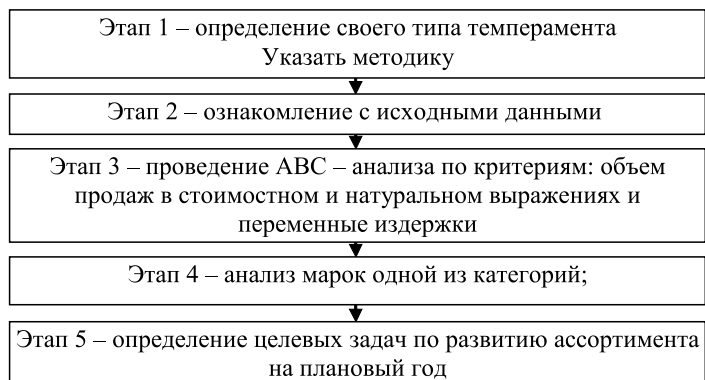 Этап 1 – определение своего типа темперамента
Указать методику
Этап 2 – ознакомление с исходными данными
Этап 3 – проведение АВС – анализа по критериям: объем
продаж в стоимостном и натуральном выражениях и
переменные издержки
Этап 4 – анализ марок одной из категорий;
Этап 5 – определение целевых задач по развитию ассортимента
на плановый год